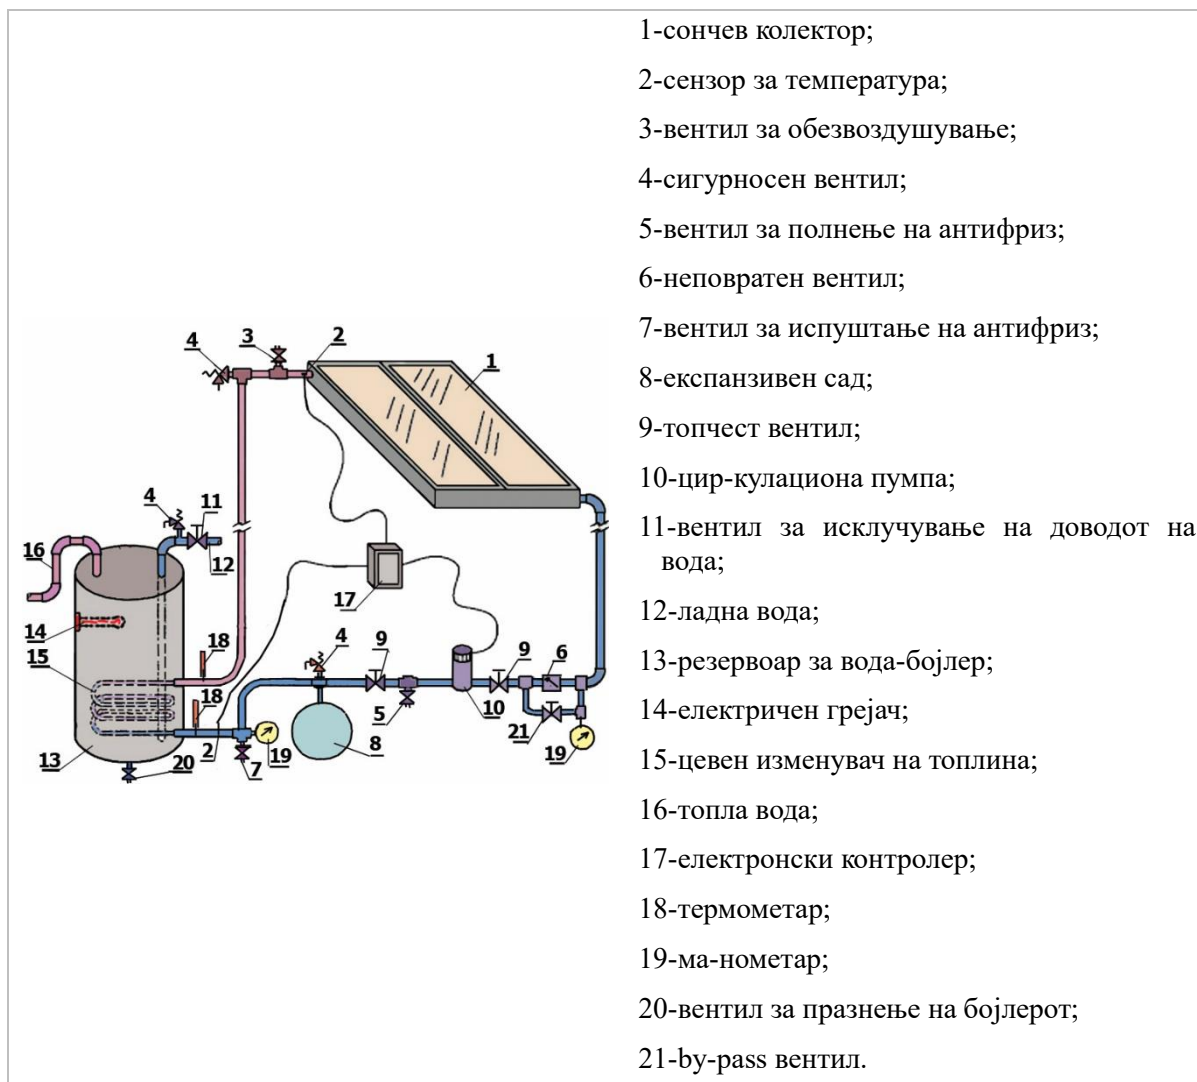 1-сончев колектор;
2-сензор за температура;
3-вентил за обезвоздушување;
4-сигурносен вентил;
5-вентил за полнење на антифриз;
6-неповратен вентил;
7-вентил за испуштање на антифриз;
8-експанзивен сад;
9-топчест вентил;
10-цир-кулациона пумпа;
11-вентил за исклучување на доводот на
вода;
12-ладна вода;
13-резервоар за вода-бојлер;
14-електричен грејач;
15-цевен изменувач на топлина;
16-топла вода;
17-електронски контролер;
18-термометар;
19-ма-нометар;
20-вентил за празнење на бојлерот;
21-by-pass вентил.
4
3
2
1
4
11
16
12
17
14
18
15
4
9
9
6
18
5
10
21
13
20
2
7
19
8
19